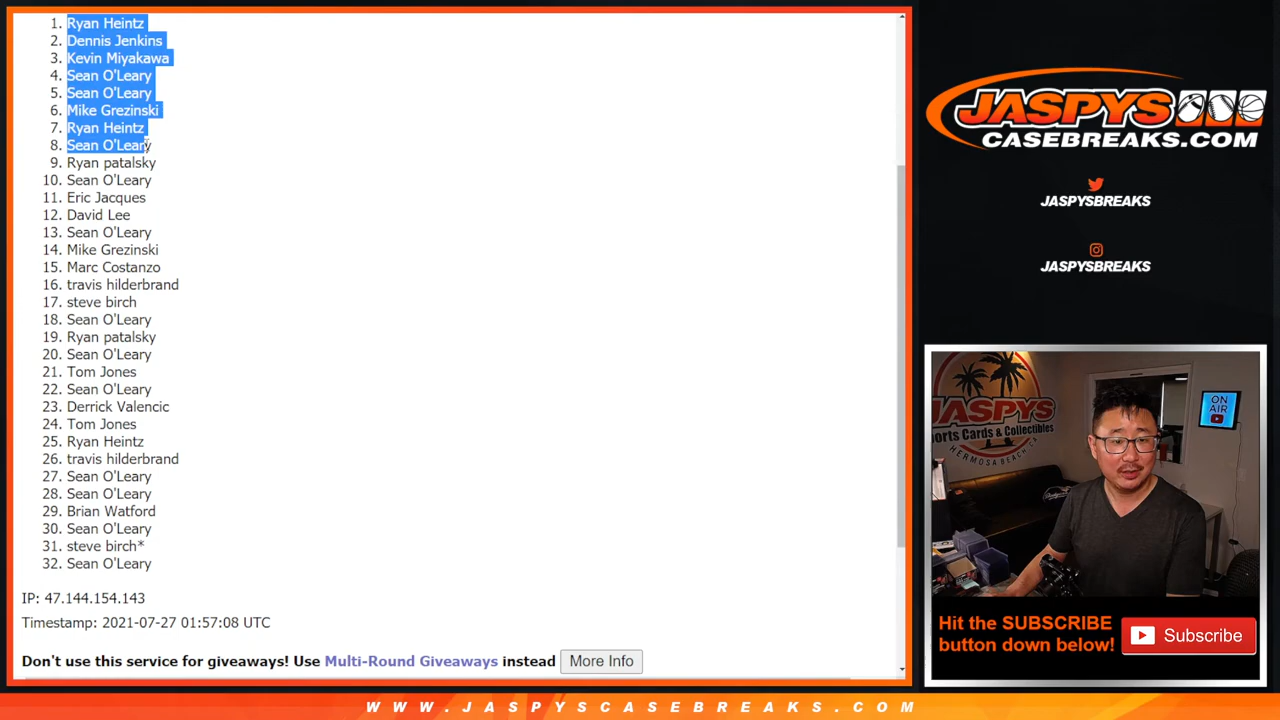 1. Ryan Heintz
2. Dennis Jenkins
3. Kevin Miyakawa
4. Sean O'Leary
5. Sean O'Leary
6. Mike Grezinski
7. Ryan Heintz
8. Sean O'Leary
9. Ryan patalsky
10. Sean O'Leary
11. Eric Jacques
12. David Lee
13. Sean O'Leary
14. Mike Grezinski
15. Marc Costanzo
16. travis hilderbrand
17. steve birch
18. Sean O'Leary
19. Ryan patalsky
20. Sean O'Leary
21. Tom Jones
22. Sean O'Leary
23. Derrick Valencic
24. Tom Jones
25. Ryan Heintz
26. travis hilderbrand
27. Sean O'Leary
28. Sean O'Leary
29. Brian Watford
30. Sean O'Leary
31. steve birch*
32. Sean O'Leary
IP: 47.144.154.143
Timestamp: 2021-07-27 01:57:08 UTC
Don't use this service for giveaways! Use Multi-Round Giveaways instead More Info
JASPYS
CASEBREAKS.COM
JASPYSBREAKS
JASPYSBREAKS
JASPYS
Sports Cards & Collectibles
HERMOSA BEACH, CA
ON
AIR
Hit the SUBSCRIBE
button down below!
Subscribe
WWW.JASPYSCASEBREAKS.COM